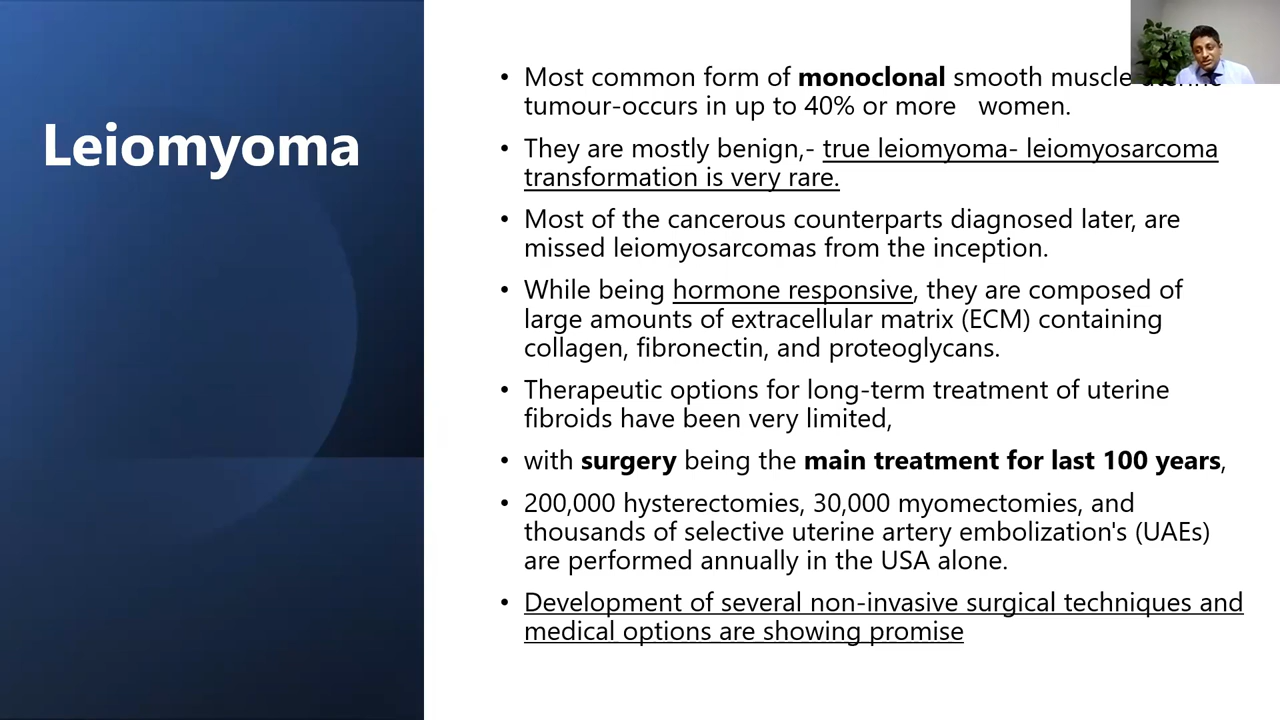 Leiomyoma
• Most common form of monoclonal smooth muscle
tumour-occurs in up to 40% or more women.
• They are mostly benign,- true leiomyoma- leiomyosarcoma
transformation is very rare.
• Most of the cancerous counterparts diagnosed later, are
missed leiomyosarcomas from the inception.
• While being hormone responsive, they are composed of
large amounts of extracellular matrix (ECM) containing
collagen, fibronectin, and proteoglycans.
• Therapeutic options for long-term treatment of uterine
fibroids have been very limited,
• with surgery being the main treatment for last 100 years,
• 200,000 hysterectomies, 30,000 myomectomies, and
thousands of selective uterine artery embolization's (UAEs)
are performed annually in the USA alone.
• Development of several non-invasive surgical techniques and
medical options are showing promise